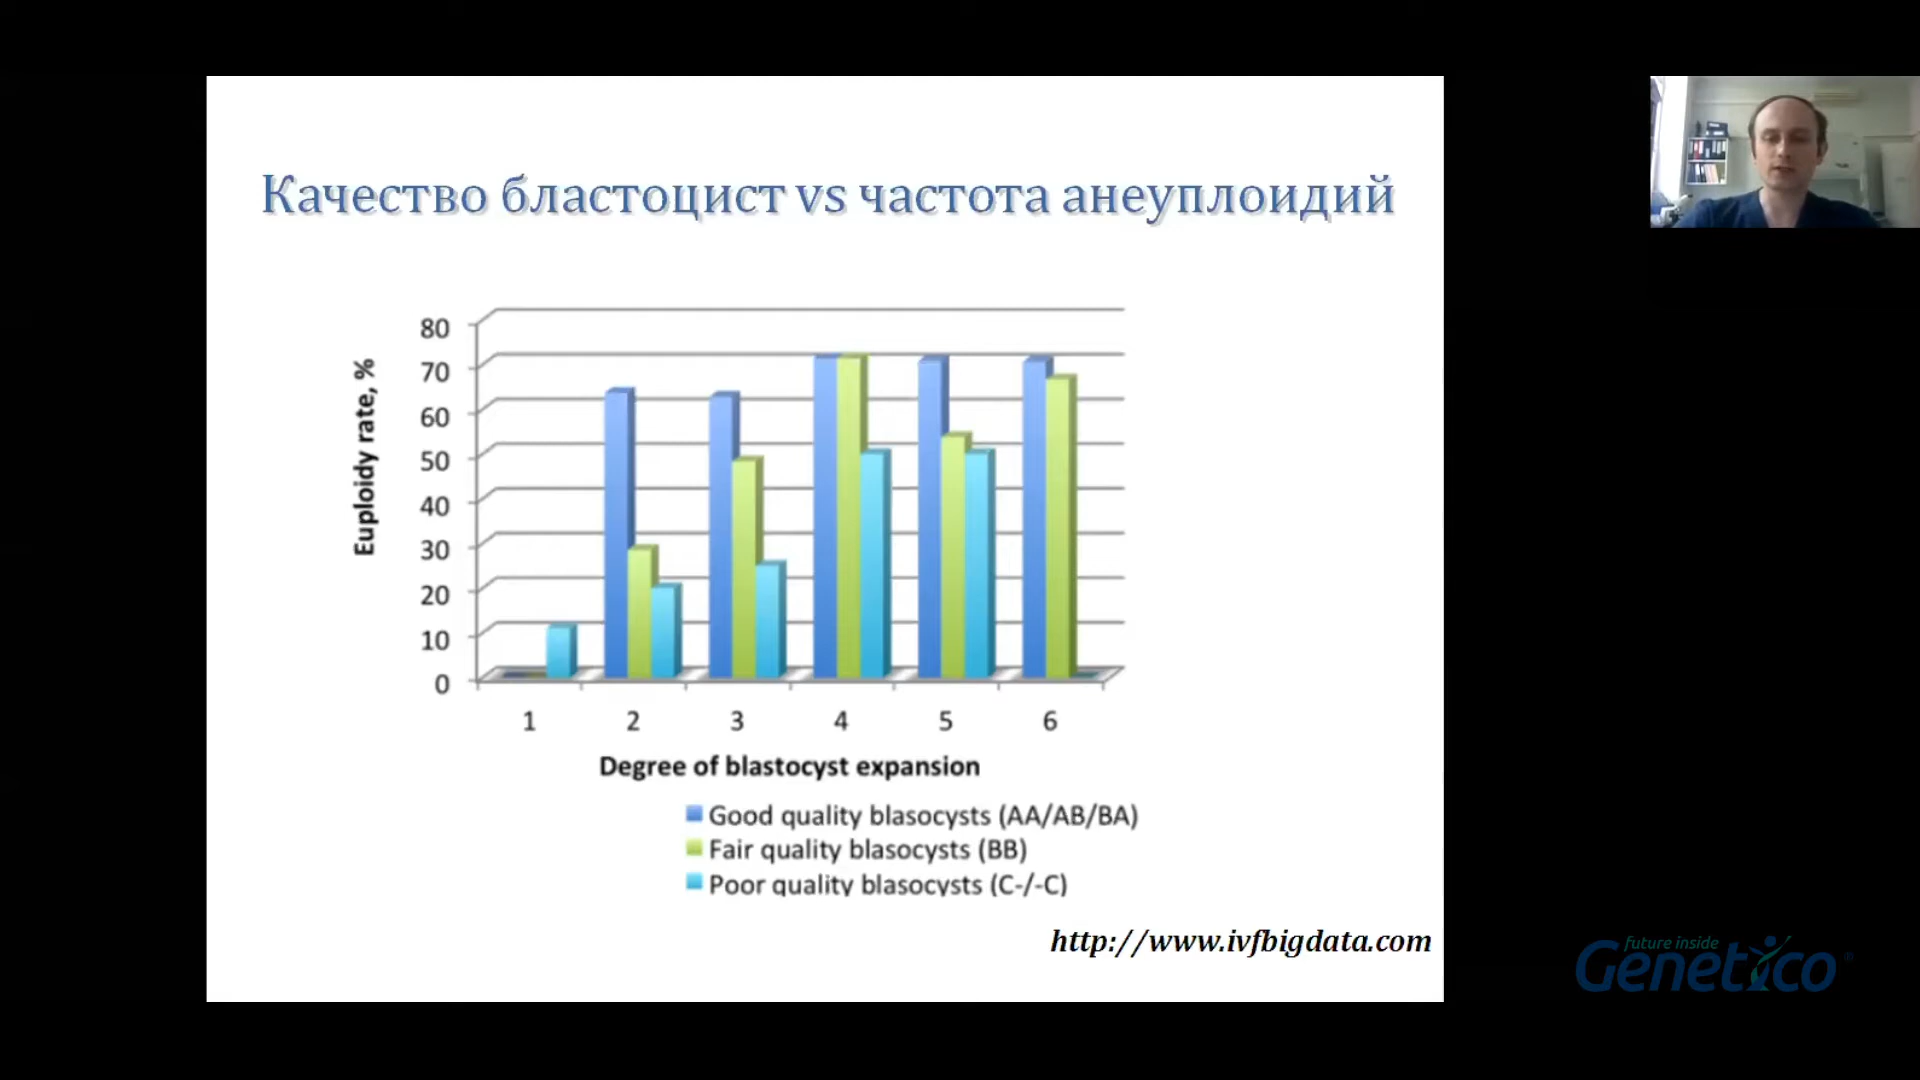 Качество бластоцист vs частота анеуплоидий
Euploidy rate, %
80
70
60
50
40
30
20
10
0
1 2 3 4 5 6
Degree of blastocyst expansion
Good quality blasocysts (AA/AB/BA)
Fair quality blasocysts (BB)
Poor quality blasocysts (C-/-C)
http://www.ivfbigdata.com
future inside
Genetico®